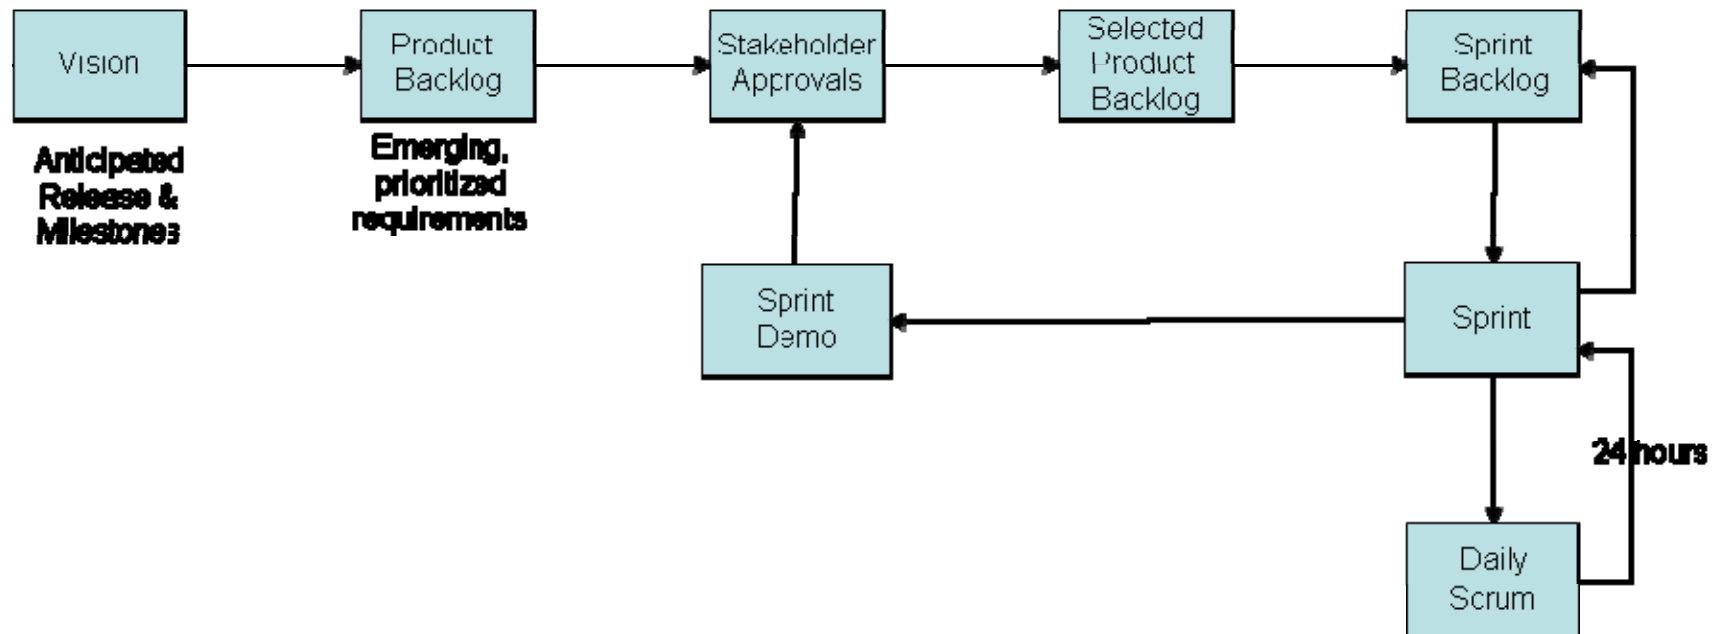 Vision
Product
Backlog
Stakeholder
Approvals
Selected
Product
Backlog
Sprint
Backlog
Anticipated
Release &
Milestones
Emerging,
prioritized
requirements
Sprint
Demo
Sprint
24 hours
Daily
Scrum